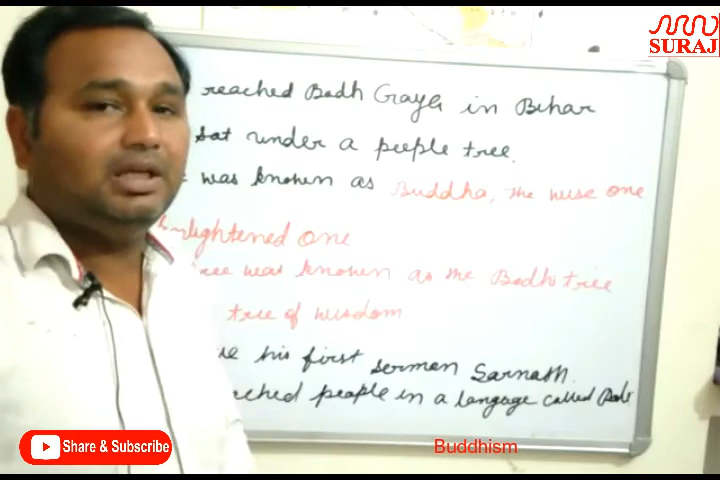 SURAJ
reached Bodh Gaya in Bihar
sat under a peeple tree.
was known as Buddha, the wise one
Enlightened one
tree was known as the Bodhi tree
tree of wisdom
his first sermon Sarnath.
people in a langage called
Share & Subscribe
Buddhism